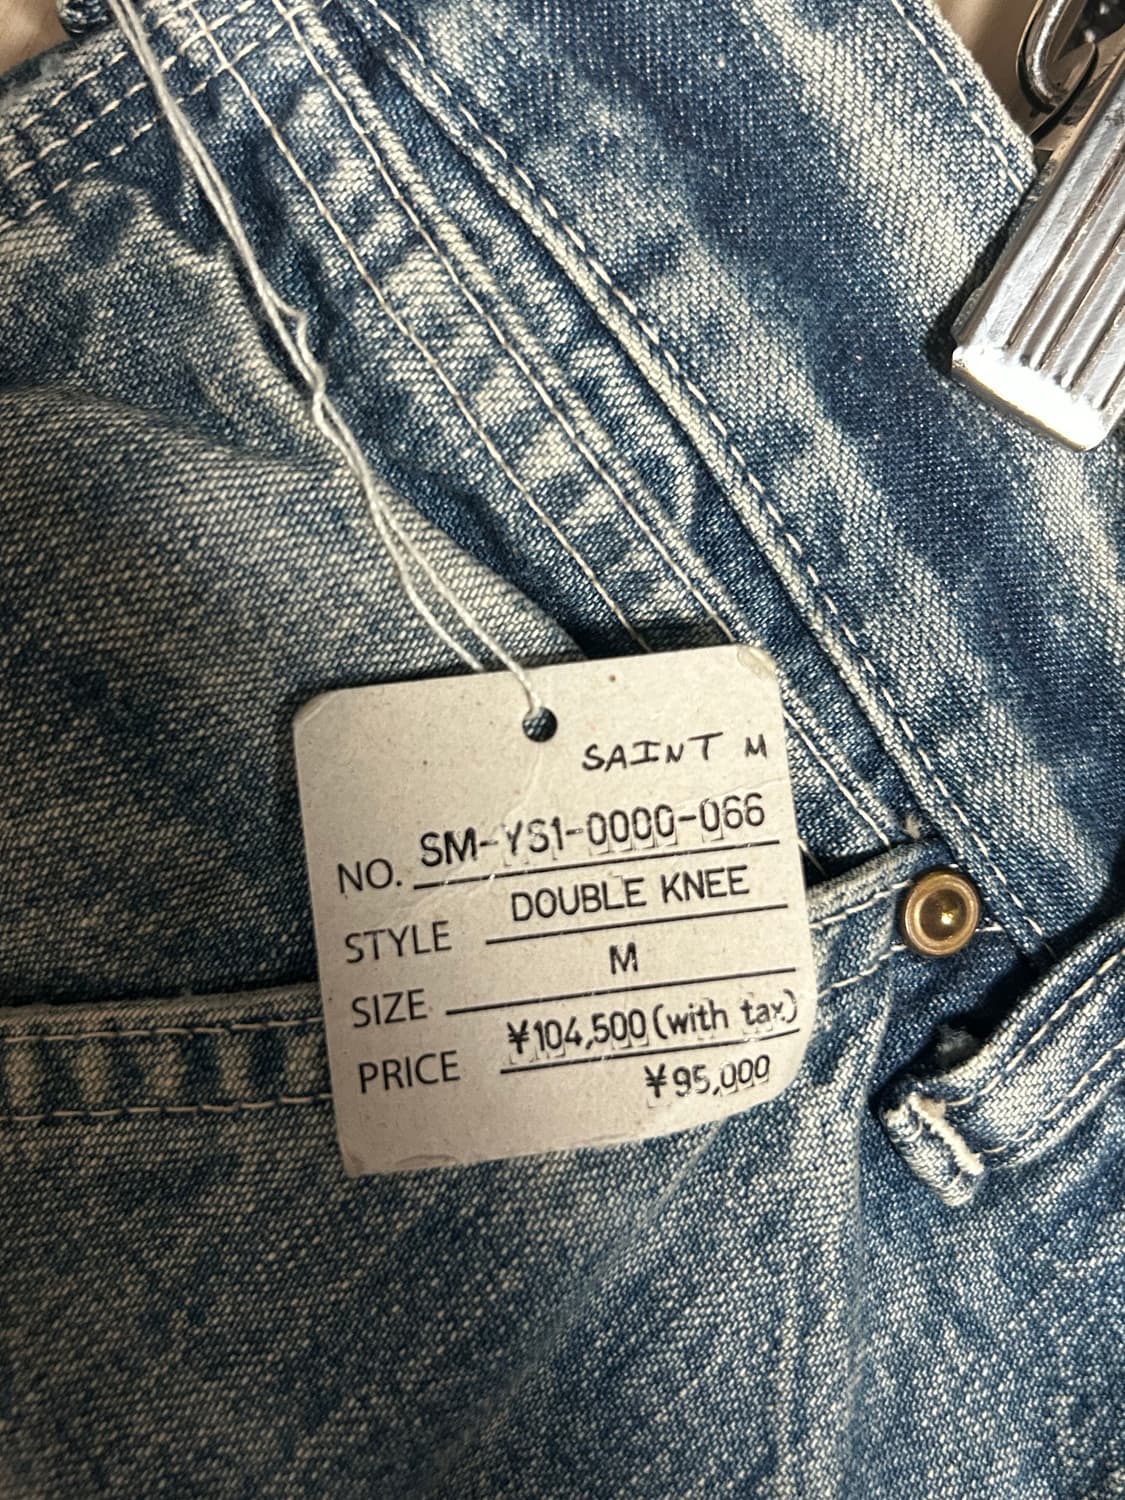 SAINT M
NO. SM-YS1-0000-066
STYLE DOUBLE KNEE
SIZE M
PRICE ¥104,500(with tax)
¥95,000